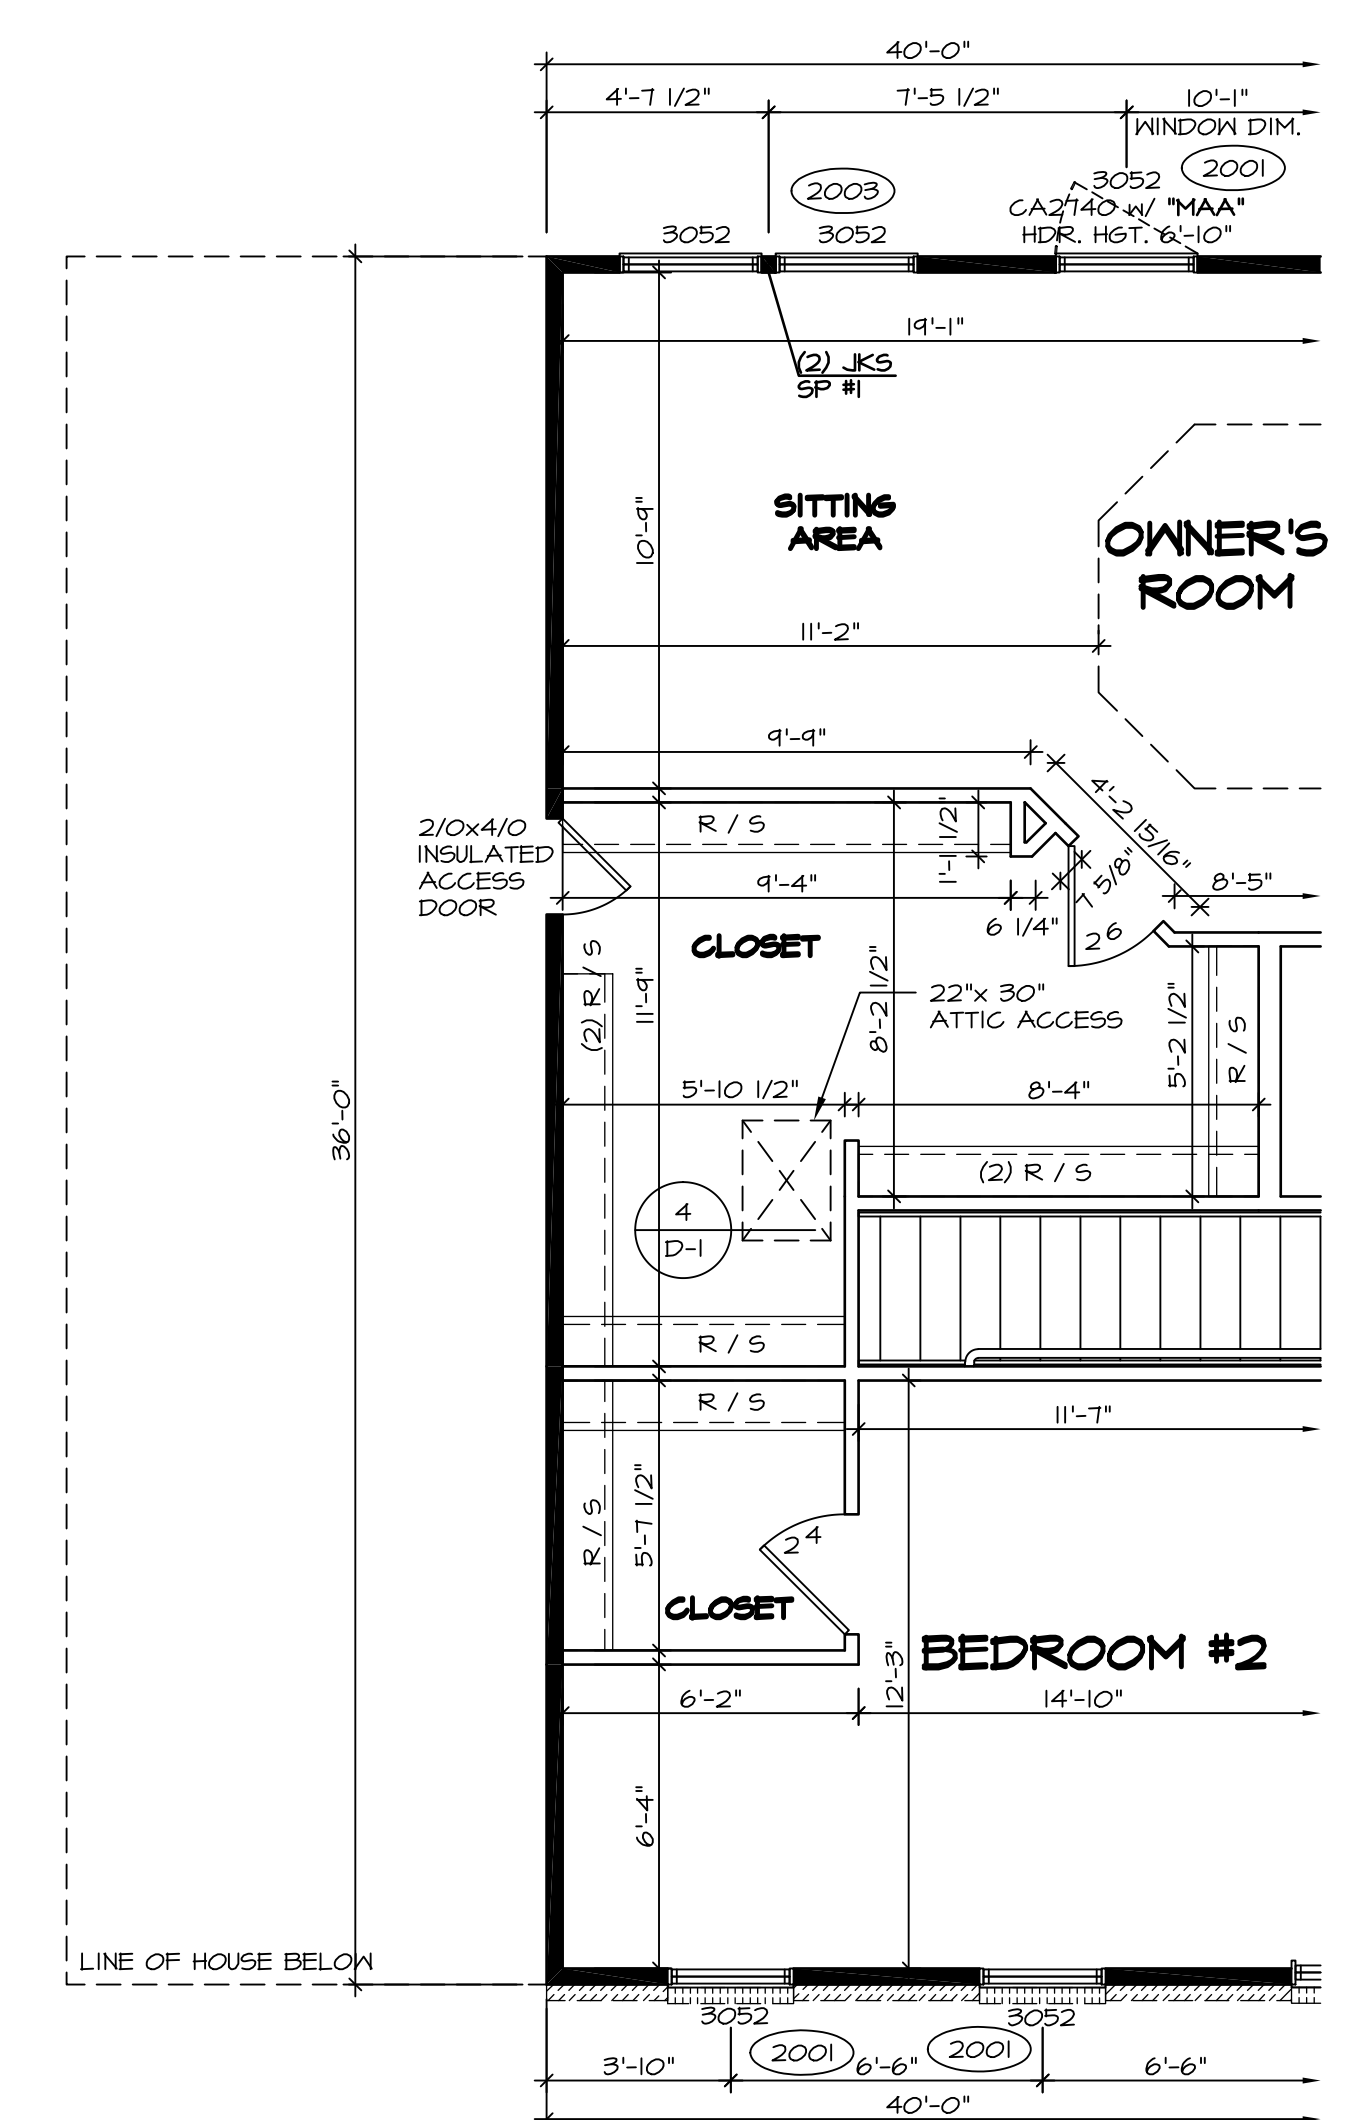 40'-0"
4'-7 1/2"
7'-5 1/2"
10'-1"
WINDOW DIM.
2003
3052
2001
CA2740 w/ "MAA"
HDR. HGT. 6'-10"
3052
3052
19'-1"
(2) JKS
SP #1
SITTING
AREA
10'-9"
OWNER'S
ROOM
11'-2"
9'-9"
4'-2 15/16"
2/0x4/0
INSULATED
ACCESS
DOOR
R / S
1'-1 1/2"
7 5/8"
9'-4"
8'-5"
6 1/4"
2 6
CLOSET
(2) R / S
11'-9"
8'-2 1/2"
22"x 30"
ATTIC ACCESS
5'-2 1/2"
R / S
36'-0"
5'-10 1/2"
8'-4"
(2) R / S
4
D-1
R / S
R / S
11'-7"
R / S
5'-7 1/2"
2 4
CLOSET
12'-3"
BEDROOM #2
6'-2"
14'-10"
6'-4"
LINE OF HOUSE BELOW
3052
3052
2001
2001
3'-10"
6'-6"
6'-6"
40'-0"